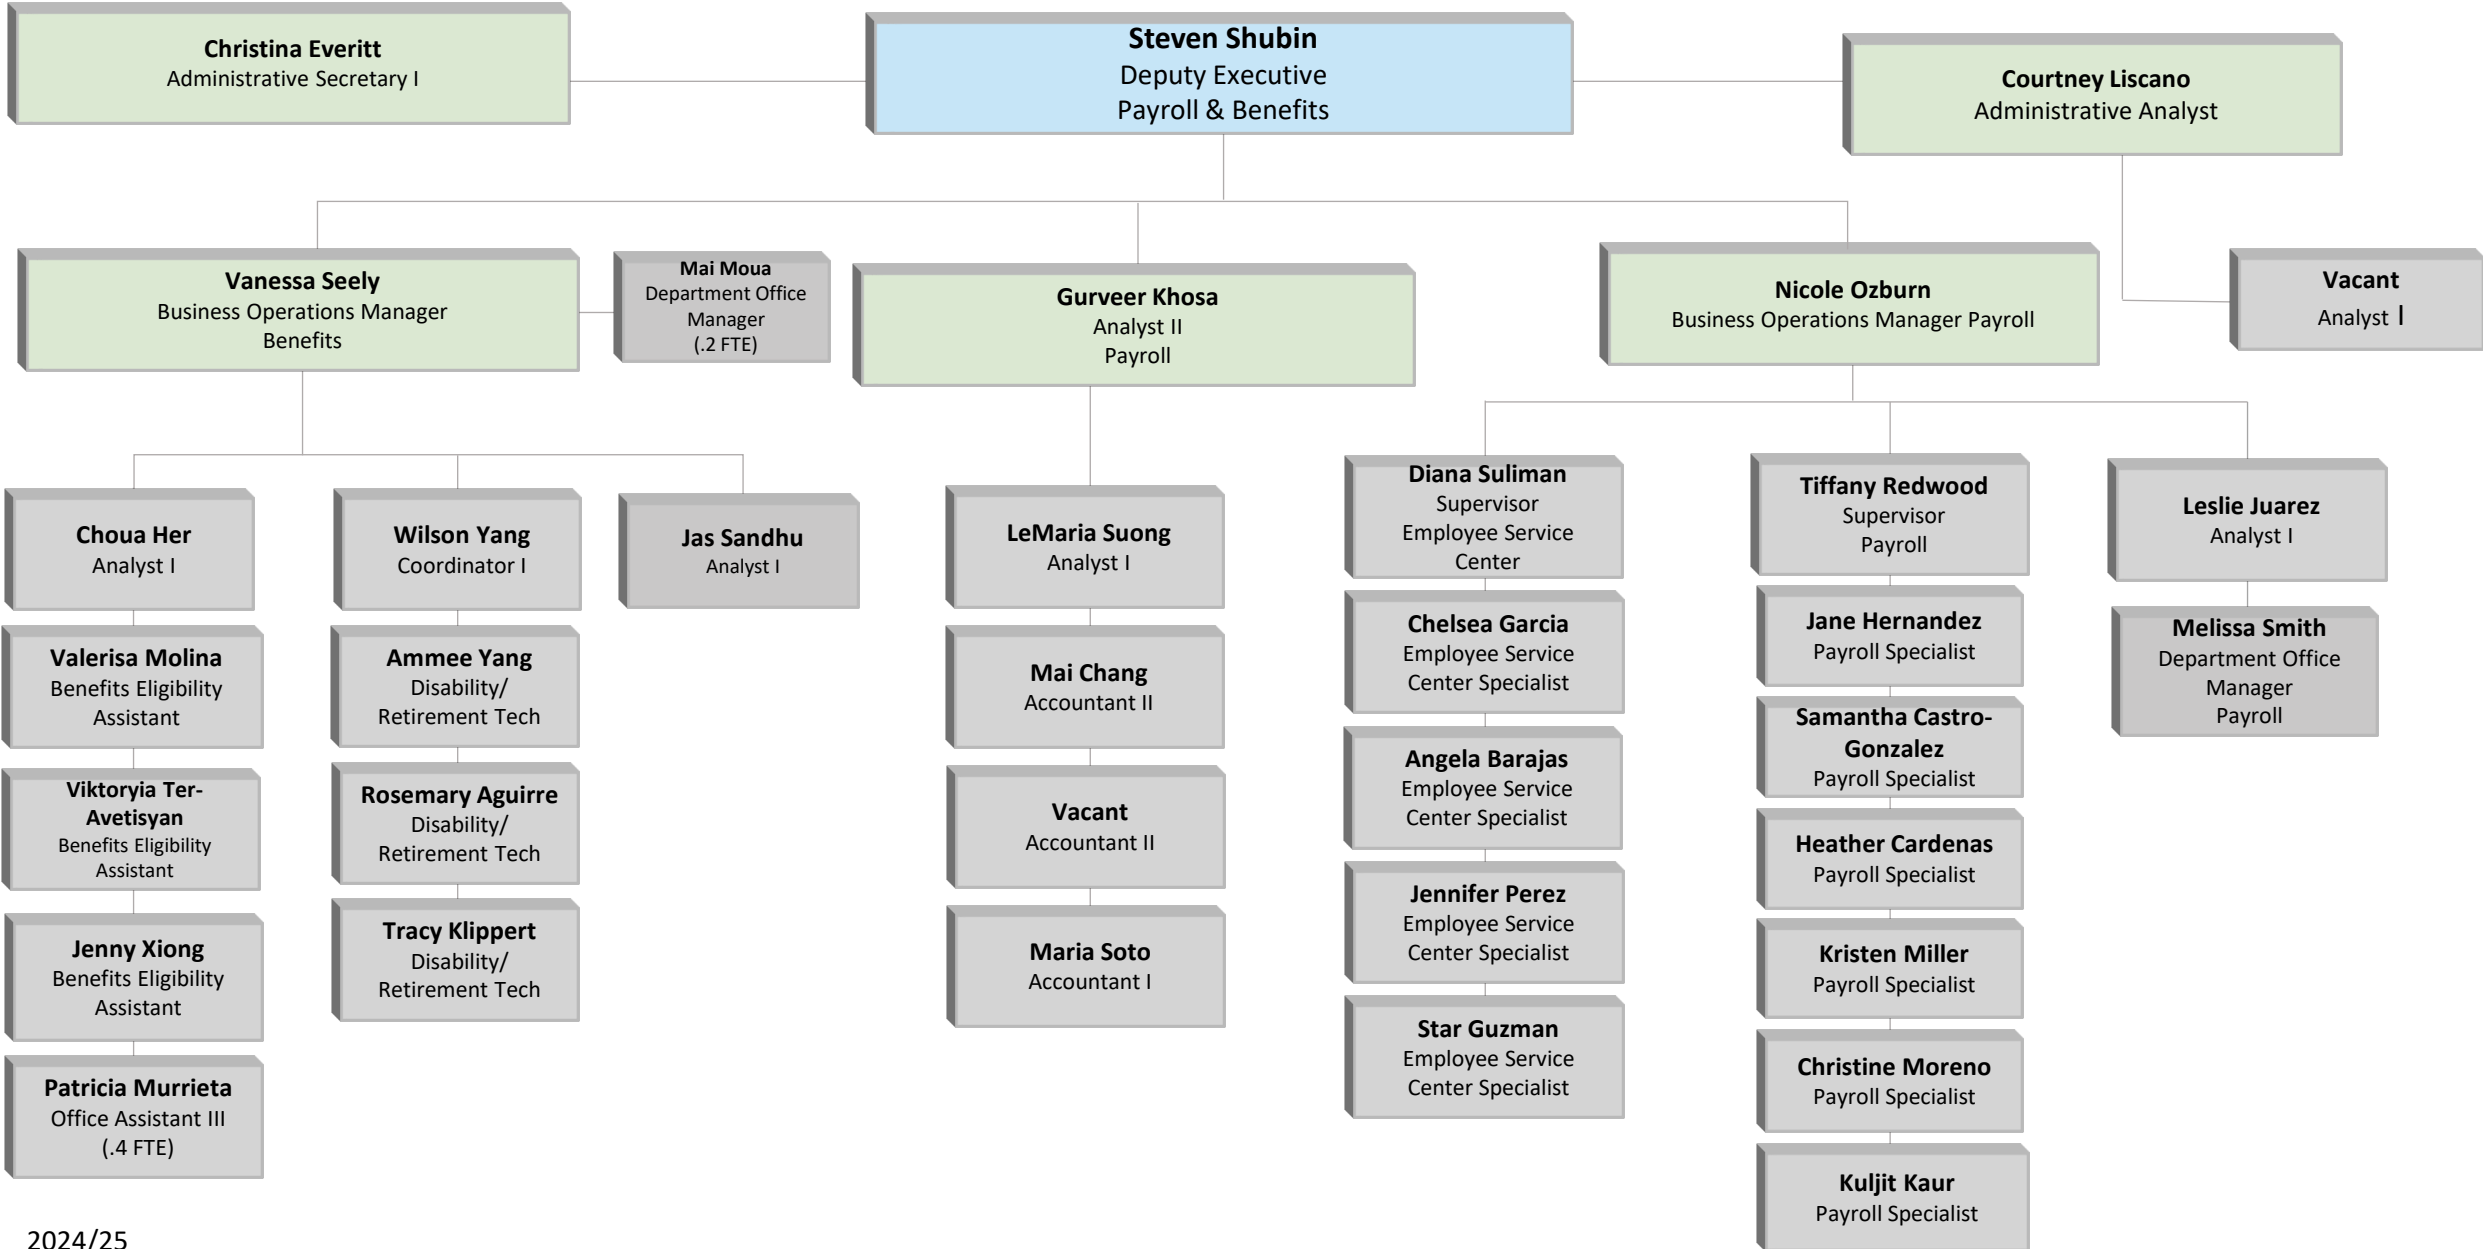 Christina Everitt
Administrative Secretary I
Steven Shubin
Deputy Executive
Payroll & Benefits
Courtney Liscano
Administrative Analyst
Vanessa Seely
Business Operations Manager
Benefits
Mai Moua
Department Office
Manager
(.2 FTE)
Gurveer Khosa
Analyst II
Payroll
Nicole Ozburn
Business Operations Manager Payroll
Vacant
Analyst I
Choua Her
Analyst I
Valerisa Molina
Benefits Eligibility
Assistant
Viktoryia Ter-
Avetisyan
Benefits Eligibility
Assistant
Jenny Xiong
Benefits Eligibility
Assistant
Patricia Murrieta
Office Assistant III
(.4 FTE)
Wilson Yang
Coordinator I
Ammee Yang
Disability/
Retirement Tech
Rosemary Aguirre
Disability/
Retirement Tech
Tracy Klippert
Disability/
Retirement Tech
Jas Sandhu
Analyst I
LeMaria Suong
Analyst I
Mai Chang
Accountant II
Vacant
Accountant II
Maria Soto
Accountant I
Diana Suliman
Supervisor
Employee Service
Center
Chelsea Garcia
Employee Service
Center Specialist
Angela Barajas
Employee Service
Center Specialist
Jennifer Perez
Employee Service
Center Specialist
Star Guzman
Employee Service
Center Specialist
Tiffany Redwood
Supervisor
Payroll
Jane Hernandez
Payroll Specialist
Samantha Castro-
Gonzalez
Payroll Specialist
Heather Cardenas
Payroll Specialist
Kristen Miller
Payroll Specialist
Christine Moreno
Payroll Specialist
Kuljit Kaur
Payroll Specialist
Leslie Juarez
Analyst I
Melissa Smith
Department Office
Manager
Payroll
2024/25